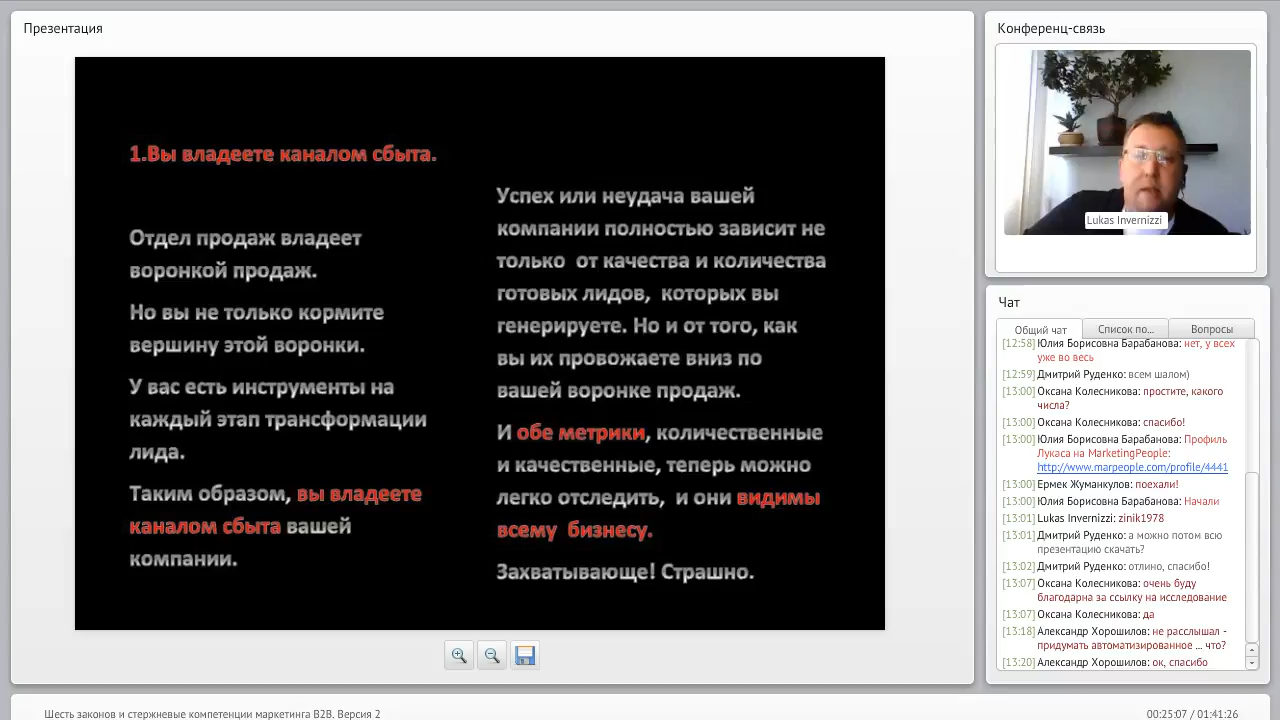 Презентация
1.Вы владеете каналом сбыта.
Отдел продаж владеет
воронкой продаж.
Но вы не только кормите
вершину этой воронки.
У вас есть инструменты на
каждый этап трансформации
лида.
Таким образом, вы владеете
каналом сбыта вашей
компании.
Успех или неудача вашей
компании полностью зависит не
только от качества и количества
готовых лидов, которых вы
генерируете. Но и от того, как
вы их провожаете вниз по
вашей воронке продаж.
И обе метрики, количественные
и качественные, теперь можно
легко отследить, и они видимы
всему бизнесу.
Захватывающе! Страшно.
Конференц-связь
Lukas Invernizzi
Чат
Общий чат
Список по...
Вопросы
[12:58] Юлия Борисовна Барабанова: нет, у всех
уже во весь
[12:59] Дмитрий Руденко: всем шалом)
[13:00] Оксана Колесникова: простите, какого
числа?
[13:00] Оксана Колесникова: спасибо!
[13:00] Юлия Борисовна Барабанова: Профиль
Лукаса на MarketingPeople:
http://www.marpeople.com/profile/4441
[13:00] Ермек Жуманкулов: поехали!
[13:00] Юлия Борисовна Барабанова: Начали
[13:01] Lukas Invernizzi: zinik1978
[13:01] Дмитрий Руденко: а можно потом всю
презентацию скачать?
[13:02] Дмитрий Руденко: отлино, спасибо!
[13:07] Оксана Колесникова: очень буду
благодарна за ссылку на исследование
[13:07] Оксана Колесникова: да
[13:18] Александр Хорошилов: не расслышал -
придумать автоматизированное ... что?
[13:20] Александр Хорошилов: ок, спасибо
Шесть законов и стержневые компетенции маркетинга B2B. Версия 2
00:25:07 / 01:41:26